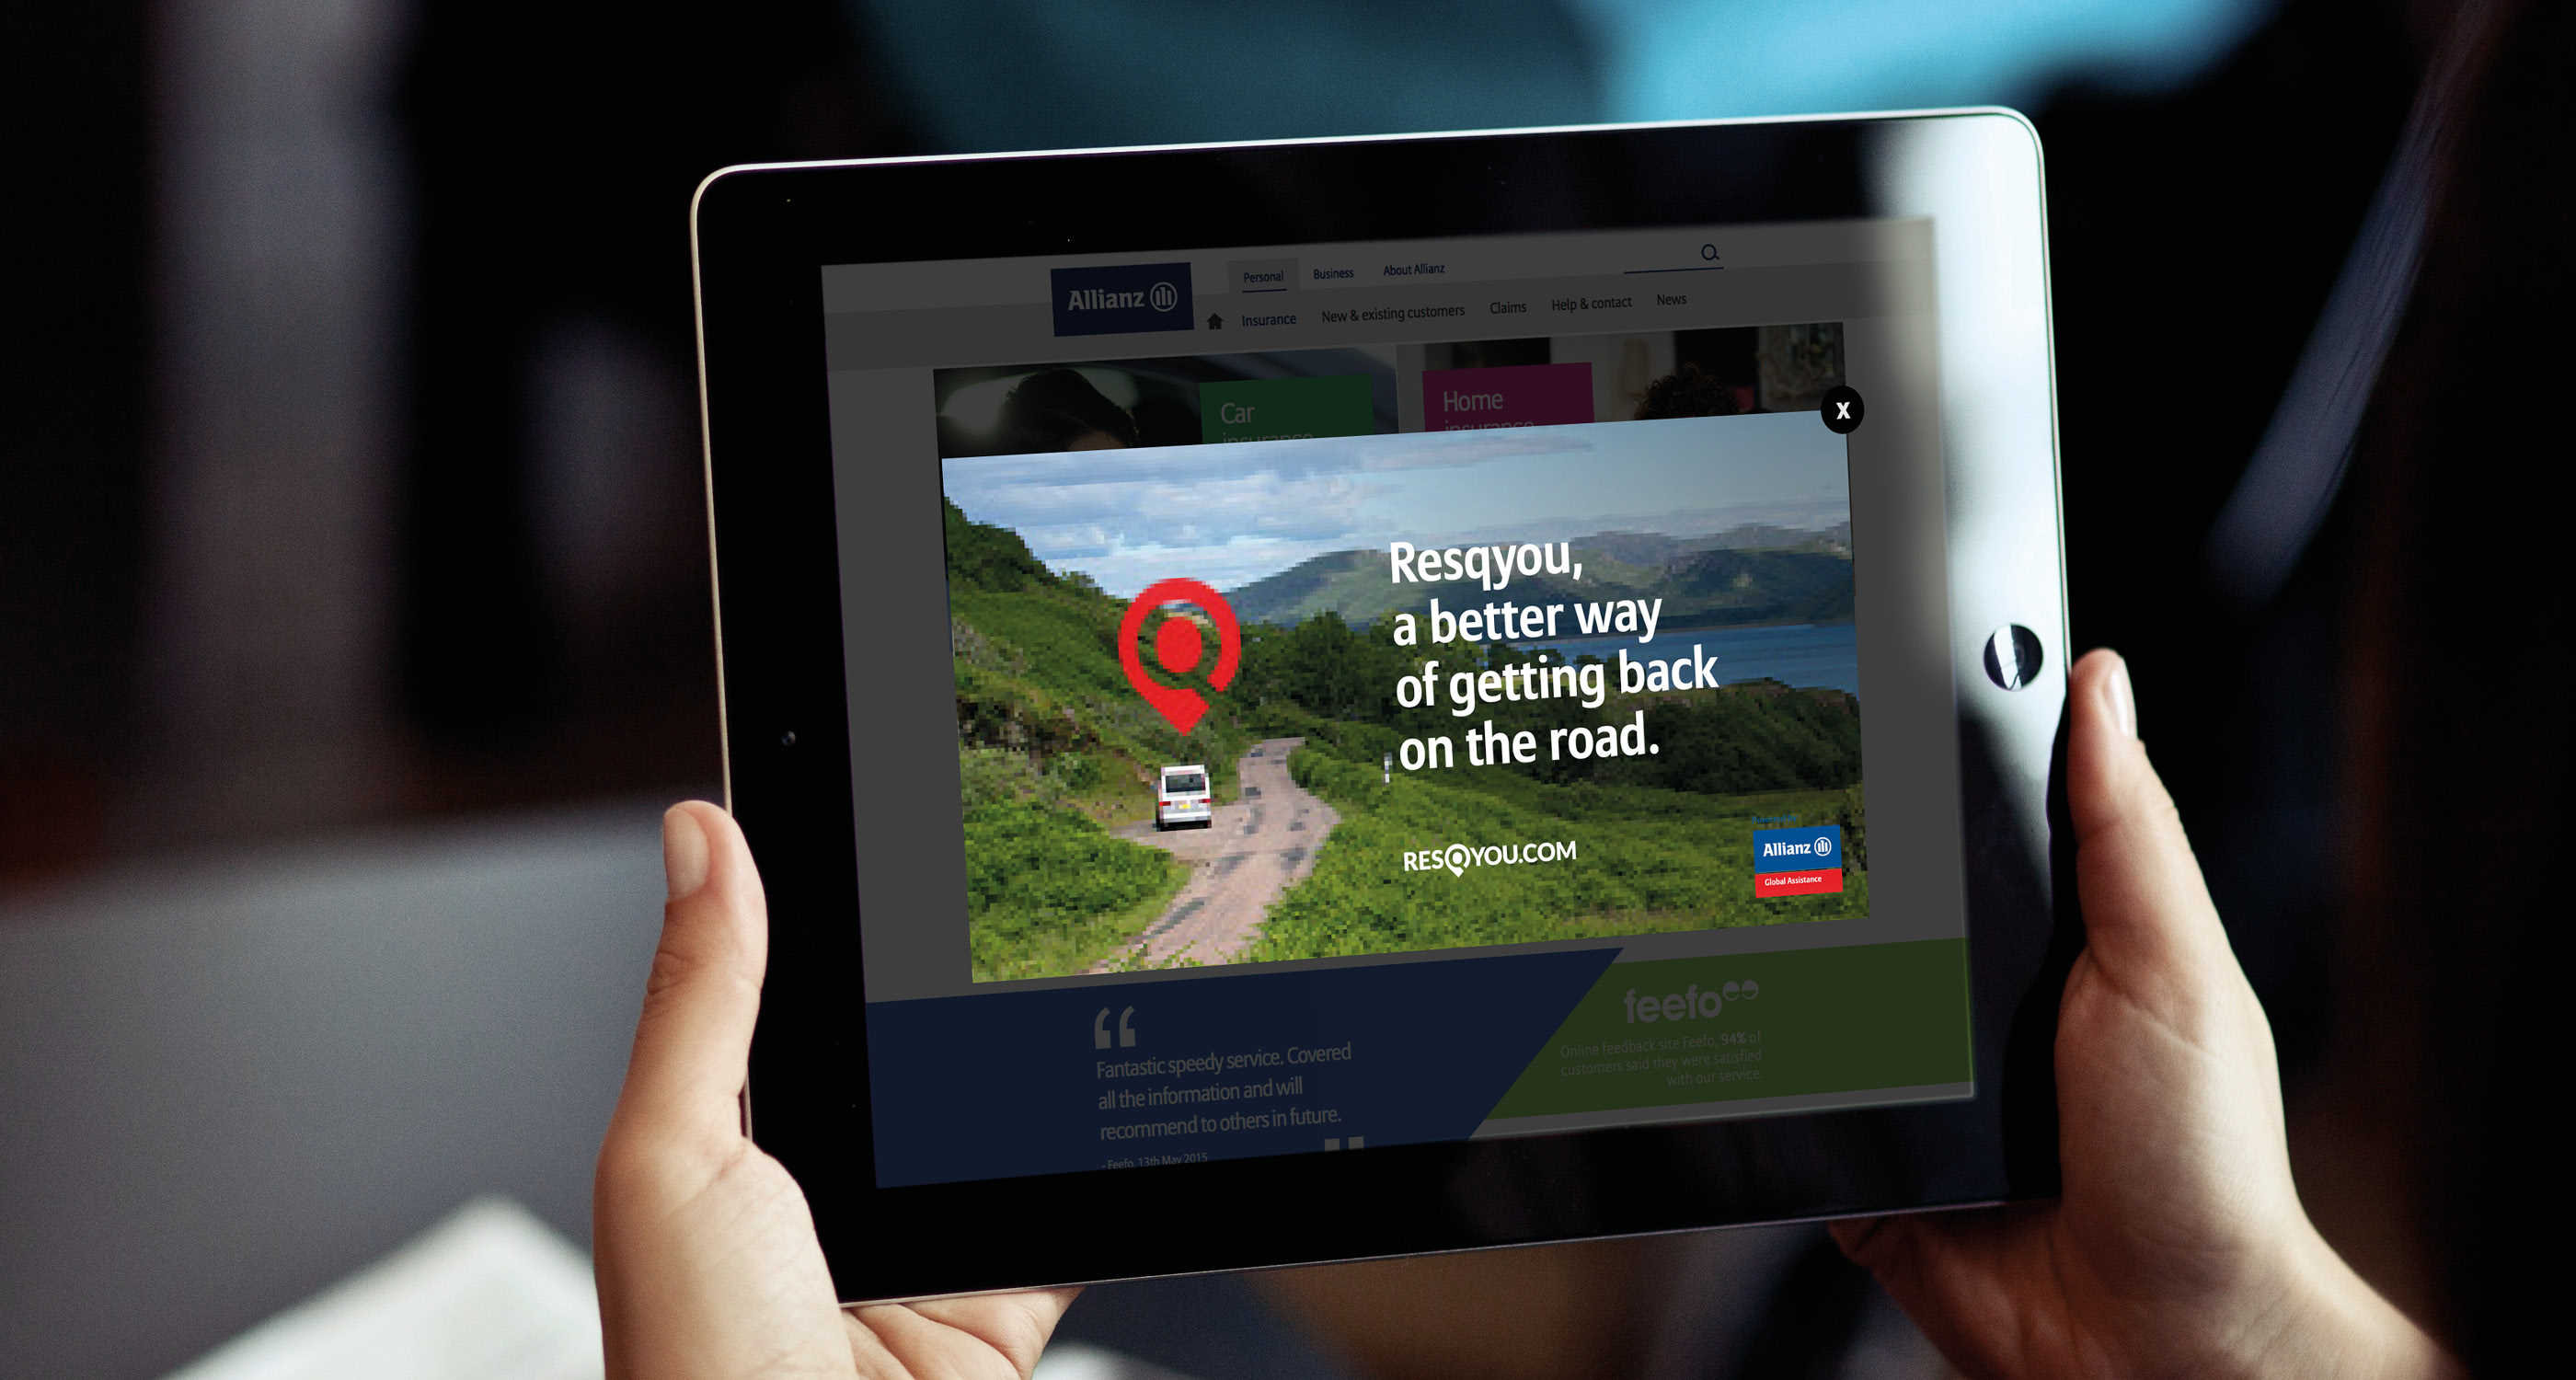 Allianz
Personal
Business
About Allianz
Insurance
New & existing customers
Claims
Help & contact
News
Car
insurance
Home
insurance
X
Resqyou,
a better way
of getting back
on the road.
RESQYOU.COM
Allianz
Global Assistance
“
Fantastic speedy service. Covered
all the information and will
recommend to others in future.
- Feefo, 13th May 2015
feefo
Online feedback site Feefo, 94% of
customers said they were satisfied
with our service.